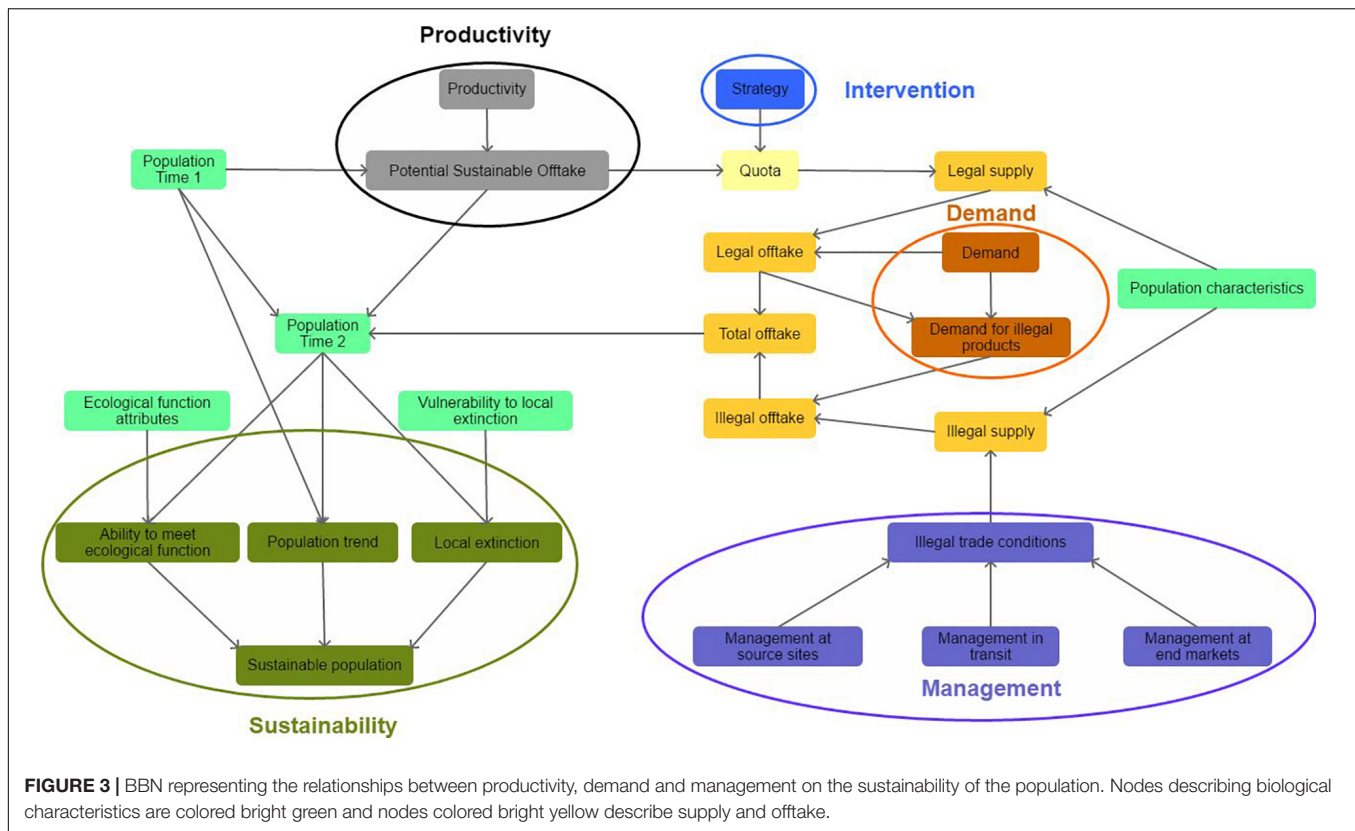 Productivity
Productivity
Strategy
Intervention
Population
Time 1
Potential Sustainable Offtake
Quota
Legal supply
Demand
Legal offtake
Demand
Population characteristics
Population
Time 2
Total offtake
Demand for illegal
products
Ecological function
attributes
Vulnerability to local
extinction
Illegal offtake
Illegal supply
Ability to meet
ecological function
Population trend
Local extinction
Illegal trade conditions
Management at
source sites
Management in
transit
Management at
end markets
Sustainable population
Management
Sustainability
FIGURE 3 | BBN representing the relationships between productivity, demand and management on the sustainability of the population. Nodes describing biological
characteristics are colored bright green and nodes colored bright yellow describe supply and offtake.